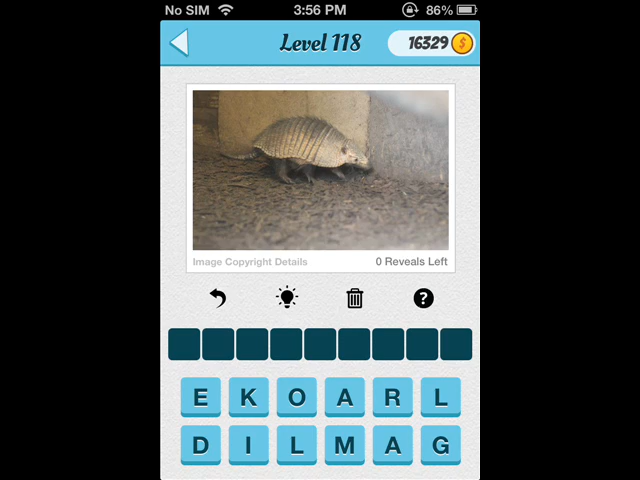 No SIM 3:56 PM 86%
Level 118 16329
Image Copyright Details 0 Reveals Left
E K O A R L
D I L M A G